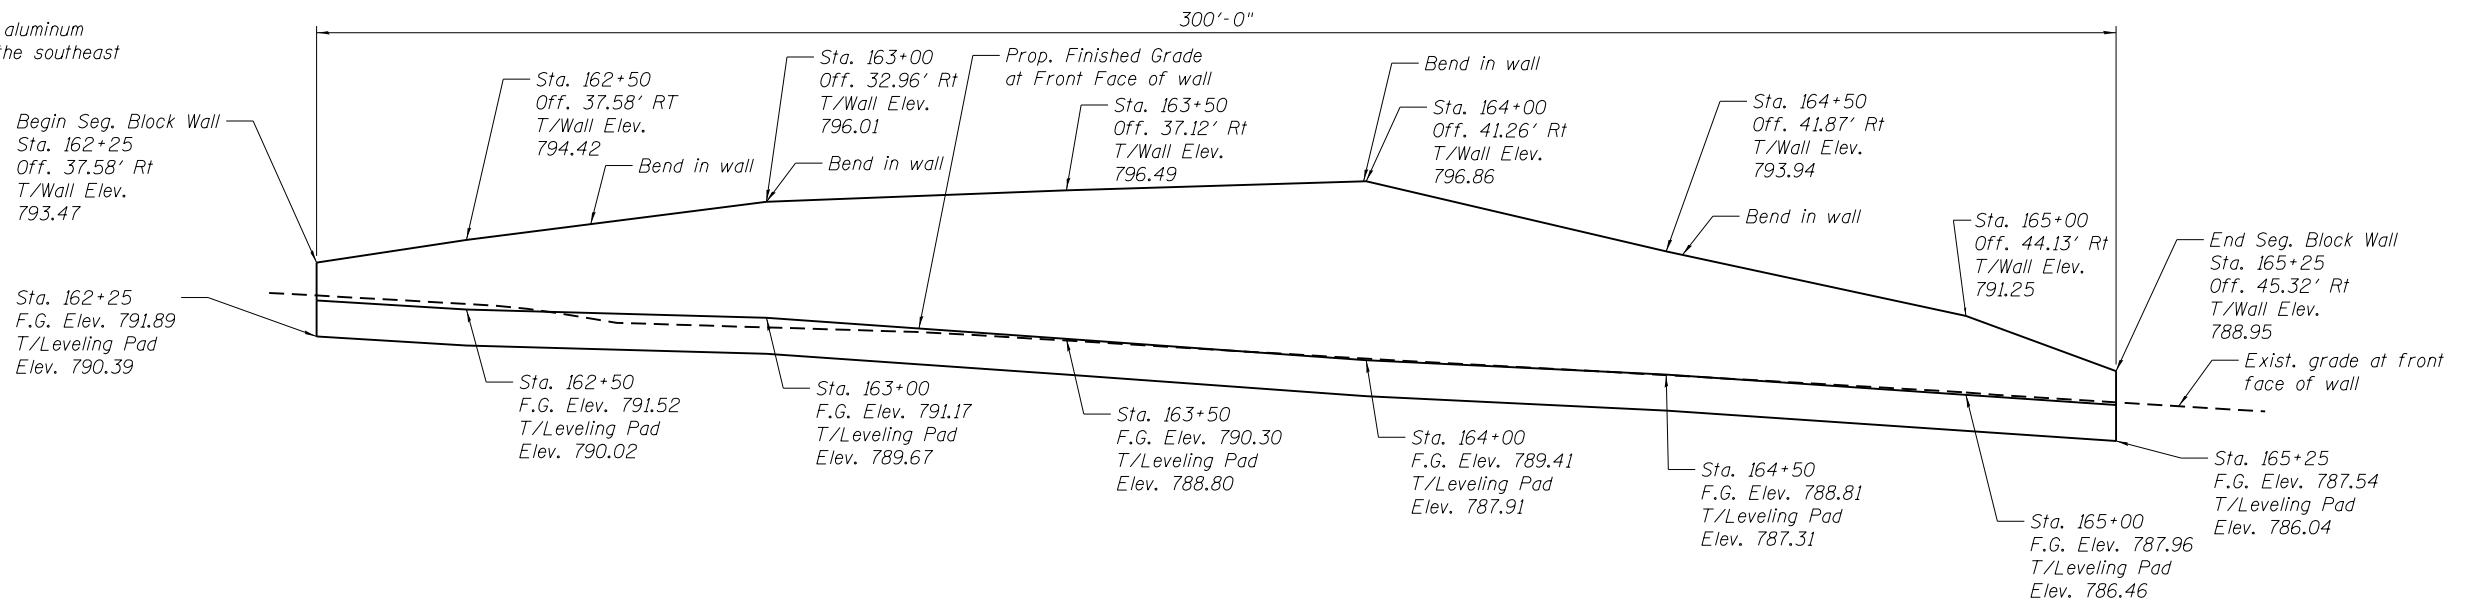 aluminum
the southeast
300'-0"
Begin Seg. Block Wall
Sta. 162+25
Off. 37.58' Rt
T/Wall Elev.
793.47
Sta. 162+50
Off. 37.58' RT
T/Wall Elev.
794.42
Bend in wall
Sta. 163+00
Off. 32.96' Rt
T/Wall Elev.
796.01
Bend in wall
Prop. Finished Grade
at Front Face of wall
Sta. 163+50
Off. 37.12' Rt
T/Wall Elev.
796.49
Bend in wall
Sta. 164+00
Off. 41.26' Rt
T/Wall Elev.
796.86
Sta. 164+50
Off. 41.87' Rt
T/Wall Elev.
793.94
Bend in wall
Sta. 165+00
Off. 44.13' Rt
T/Wall Elev.
791.25
End Seg. Block Wall
Sta. 165+25
Off. 45.32' Rt
T/Wall Elev.
788.95
Exist. grade at front
face of wall
Sta. 162+25
F.G. Elev. 791.89
T/Leveling Pad
Elev. 790.39
Sta. 162+50
F.G. Elev. 791.52
T/Leveling Pad
Elev. 790.02
Sta. 163+00
F.G. Elev. 791.17
T/Leveling Pad
Elev. 789.67
Sta. 163+50
F.G. Elev. 790.30
T/Leveling Pad
Elev. 788.80
Sta. 164+00
F.G. Elev. 789.41
T/Leveling Pad
Elev. 787.91
Sta. 164+50
F.G. Elev. 788.81
T/Leveling Pad
Elev. 787.31
Sta. 165+00
F.G. Elev. 787.96
T/Leveling Pad
Elev. 786.46
Sta. 165+25
F.G. Elev. 787.54
T/Leveling Pad
Elev. 786.04